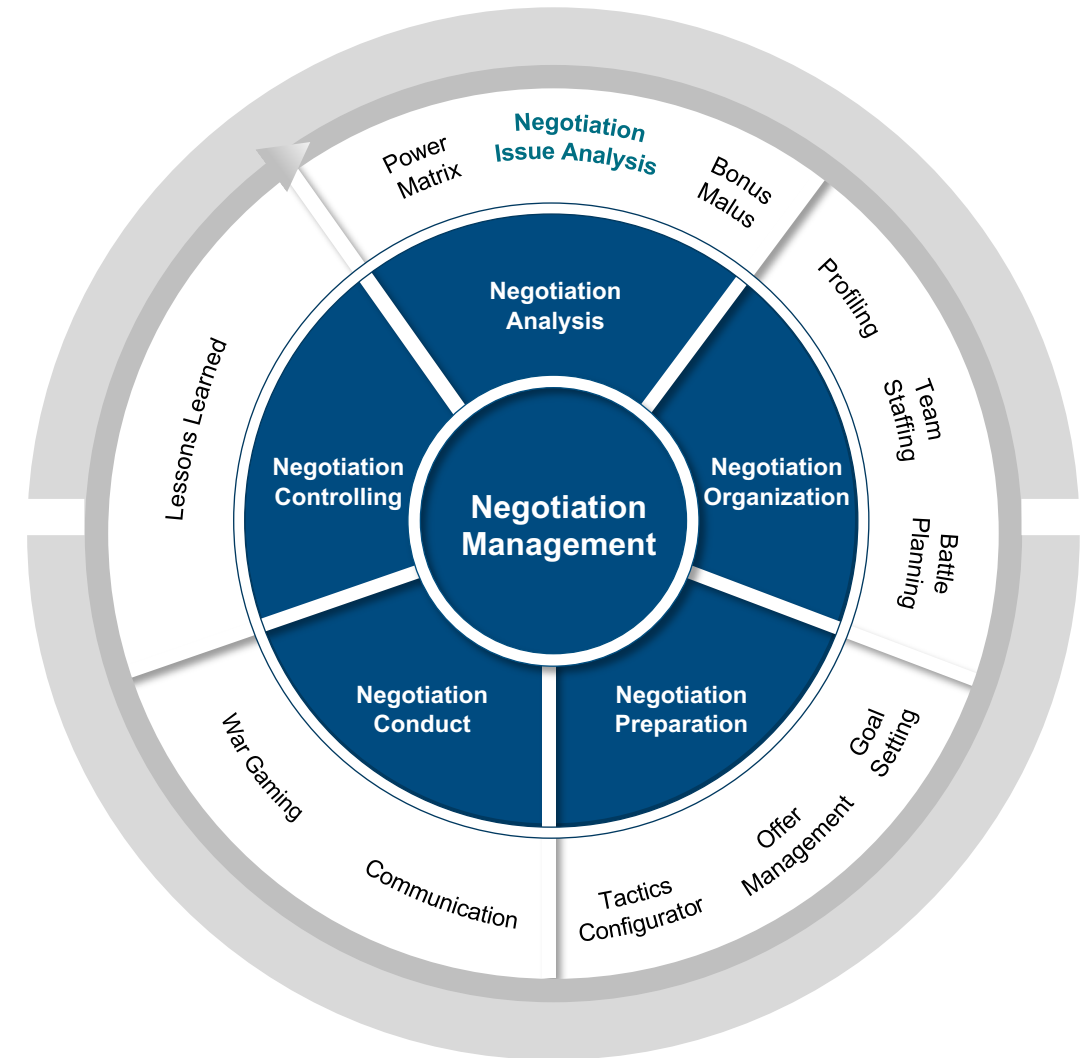 Power
Matrix
Negotiation
Issue Analysis
Bonus
Malus
Profiling
Team
Staffing
Battle
Planning
Goal
Setting
Offer
Management
Tactics
Configurator
Communication
War Gaming
Lessons Learned
Negotiation
Analysis
Negotiation
Organization
Negotiation
Preparation
Negotiation
Conduct
Negotiation
Controlling
Negotiation
Management